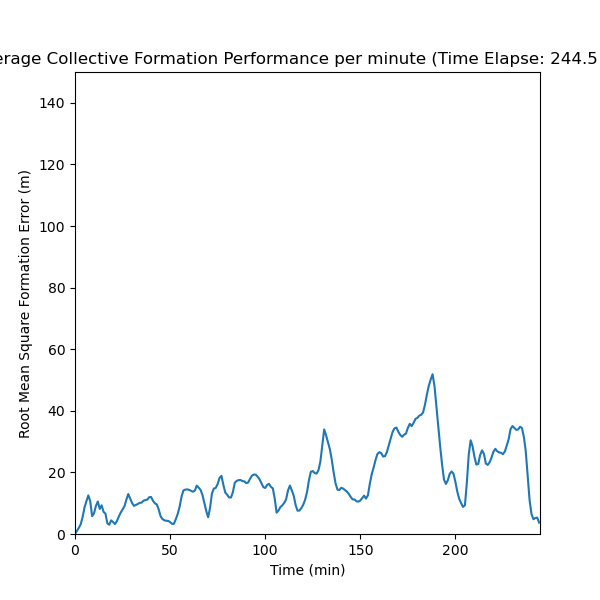 erage Collective Formation Performance per minute (Time Elapse: 244.5
140
120
100
80
60
40
20
0
Root Mean Square Formation Error (m)
0 50 100 150 200
Time (min)